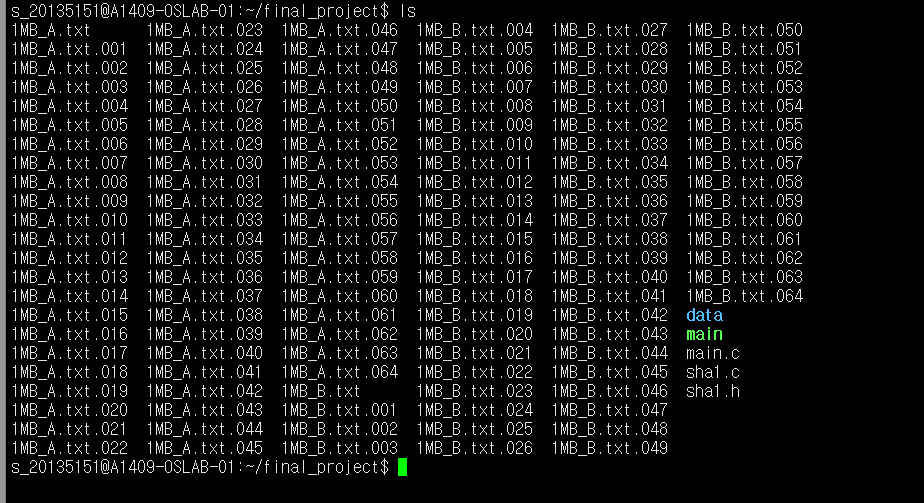 s_20135151@A1409-OSLAB-01:~/final_project$ ls
1MB_A.txt 1MB_A.txt.023 1MB_A.txt.046 1MB_B.txt.004 1MB_B.txt.027 1MB_B.txt.050
1MB_A.txt.001 1MB_A.txt.024 1MB_A.txt.047 1MB_B.txt.005 1MB_B.txt.028 1MB_B.txt.051
1MB_A.txt.002 1MB_A.txt.025 1MB_A.txt.048 1MB_B.txt.006 1MB_B.txt.029 1MB_B.txt.052
1MB_A.txt.003 1MB_A.txt.026 1MB_A.txt.049 1MB_B.txt.007 1MB_B.txt.030 1MB_B.txt.053
1MB_A.txt.004 1MB_A.txt.027 1MB_A.txt.050 1MB_B.txt.008 1MB_B.txt.031 1MB_B.txt.054
1MB_A.txt.005 1MB_A.txt.028 1MB_A.txt.051 1MB_B.txt.009 1MB_B.txt.032 1MB_B.txt.055
1MB_A.txt.006 1MB_A.txt.029 1MB_A.txt.052 1MB_B.txt.010 1MB_B.txt.033 1MB_B.txt.056
1MB_A.txt.007 1MB_A.txt.030 1MB_A.txt.053 1MB_B.txt.011 1MB_B.txt.034 1MB_B.txt.057
1MB_A.txt.008 1MB_A.txt.031 1MB_A.txt.054 1MB_B.txt.012 1MB_B.txt.035 1MB_B.txt.058
1MB_A.txt.009 1MB_A.txt.032 1MB_A.txt.055 1MB_B.txt.013 1MB_B.txt.036 1MB_B.txt.059
1MB_A.txt.010 1MB_A.txt.033 1MB_A.txt.056 1MB_B.txt.014 1MB_B.txt.037 1MB_B.txt.060
1MB_A.txt.011 1MB_A.txt.034 1MB_A.txt.057 1MB_B.txt.015 1MB_B.txt.038 1MB_B.txt.061
1MB_A.txt.012 1MB_A.txt.035 1MB_A.txt.058 1MB_B.txt.016 1MB_B.txt.039 1MB_B.txt.062
1MB_A.txt.013 1MB_A.txt.036 1MB_A.txt.059 1MB_B.txt.017 1MB_B.txt.040 1MB_B.txt.063
1MB_A.txt.014 1MB_A.txt.037 1MB_A.txt.060 1MB_B.txt.018 1MB_B.txt.041 1MB_B.txt.064
1MB_A.txt.015 1MB_A.txt.038 1MB_A.txt.061 1MB_B.txt.019 1MB_B.txt.042 data
1MB_A.txt.016 1MB_A.txt.039 1MB_A.txt.062 1MB_B.txt.020 1MB_B.txt.043 main
1MB_A.txt.017 1MB_A.txt.040 1MB_A.txt.063 1MB_B.txt.021 1MB_B.txt.044 main.c
1MB_A.txt.018 1MB_A.txt.041 1MB_A.txt.064 1MB_B.txt.022 1MB_B.txt.045 sha1.c
1MB_A.txt.019 1MB_A.txt.042 1MB_B.txt 1MB_B.txt.023 1MB_B.txt.046 sha1.h
1MB_A.txt.020 1MB_A.txt.043 1MB_B.txt.001 1MB_B.txt.024 1MB_B.txt.047
1MB_A.txt.021 1MB_A.txt.044 1MB_B.txt.002 1MB_B.txt.025 1MB_B.txt.048
1MB_A.txt.022 1MB_A.txt.045 1MB_B.txt.003 1MB_B.txt.026 1MB_B.txt.049
s_20135151@A1409-OSLAB-01:~/final_project$